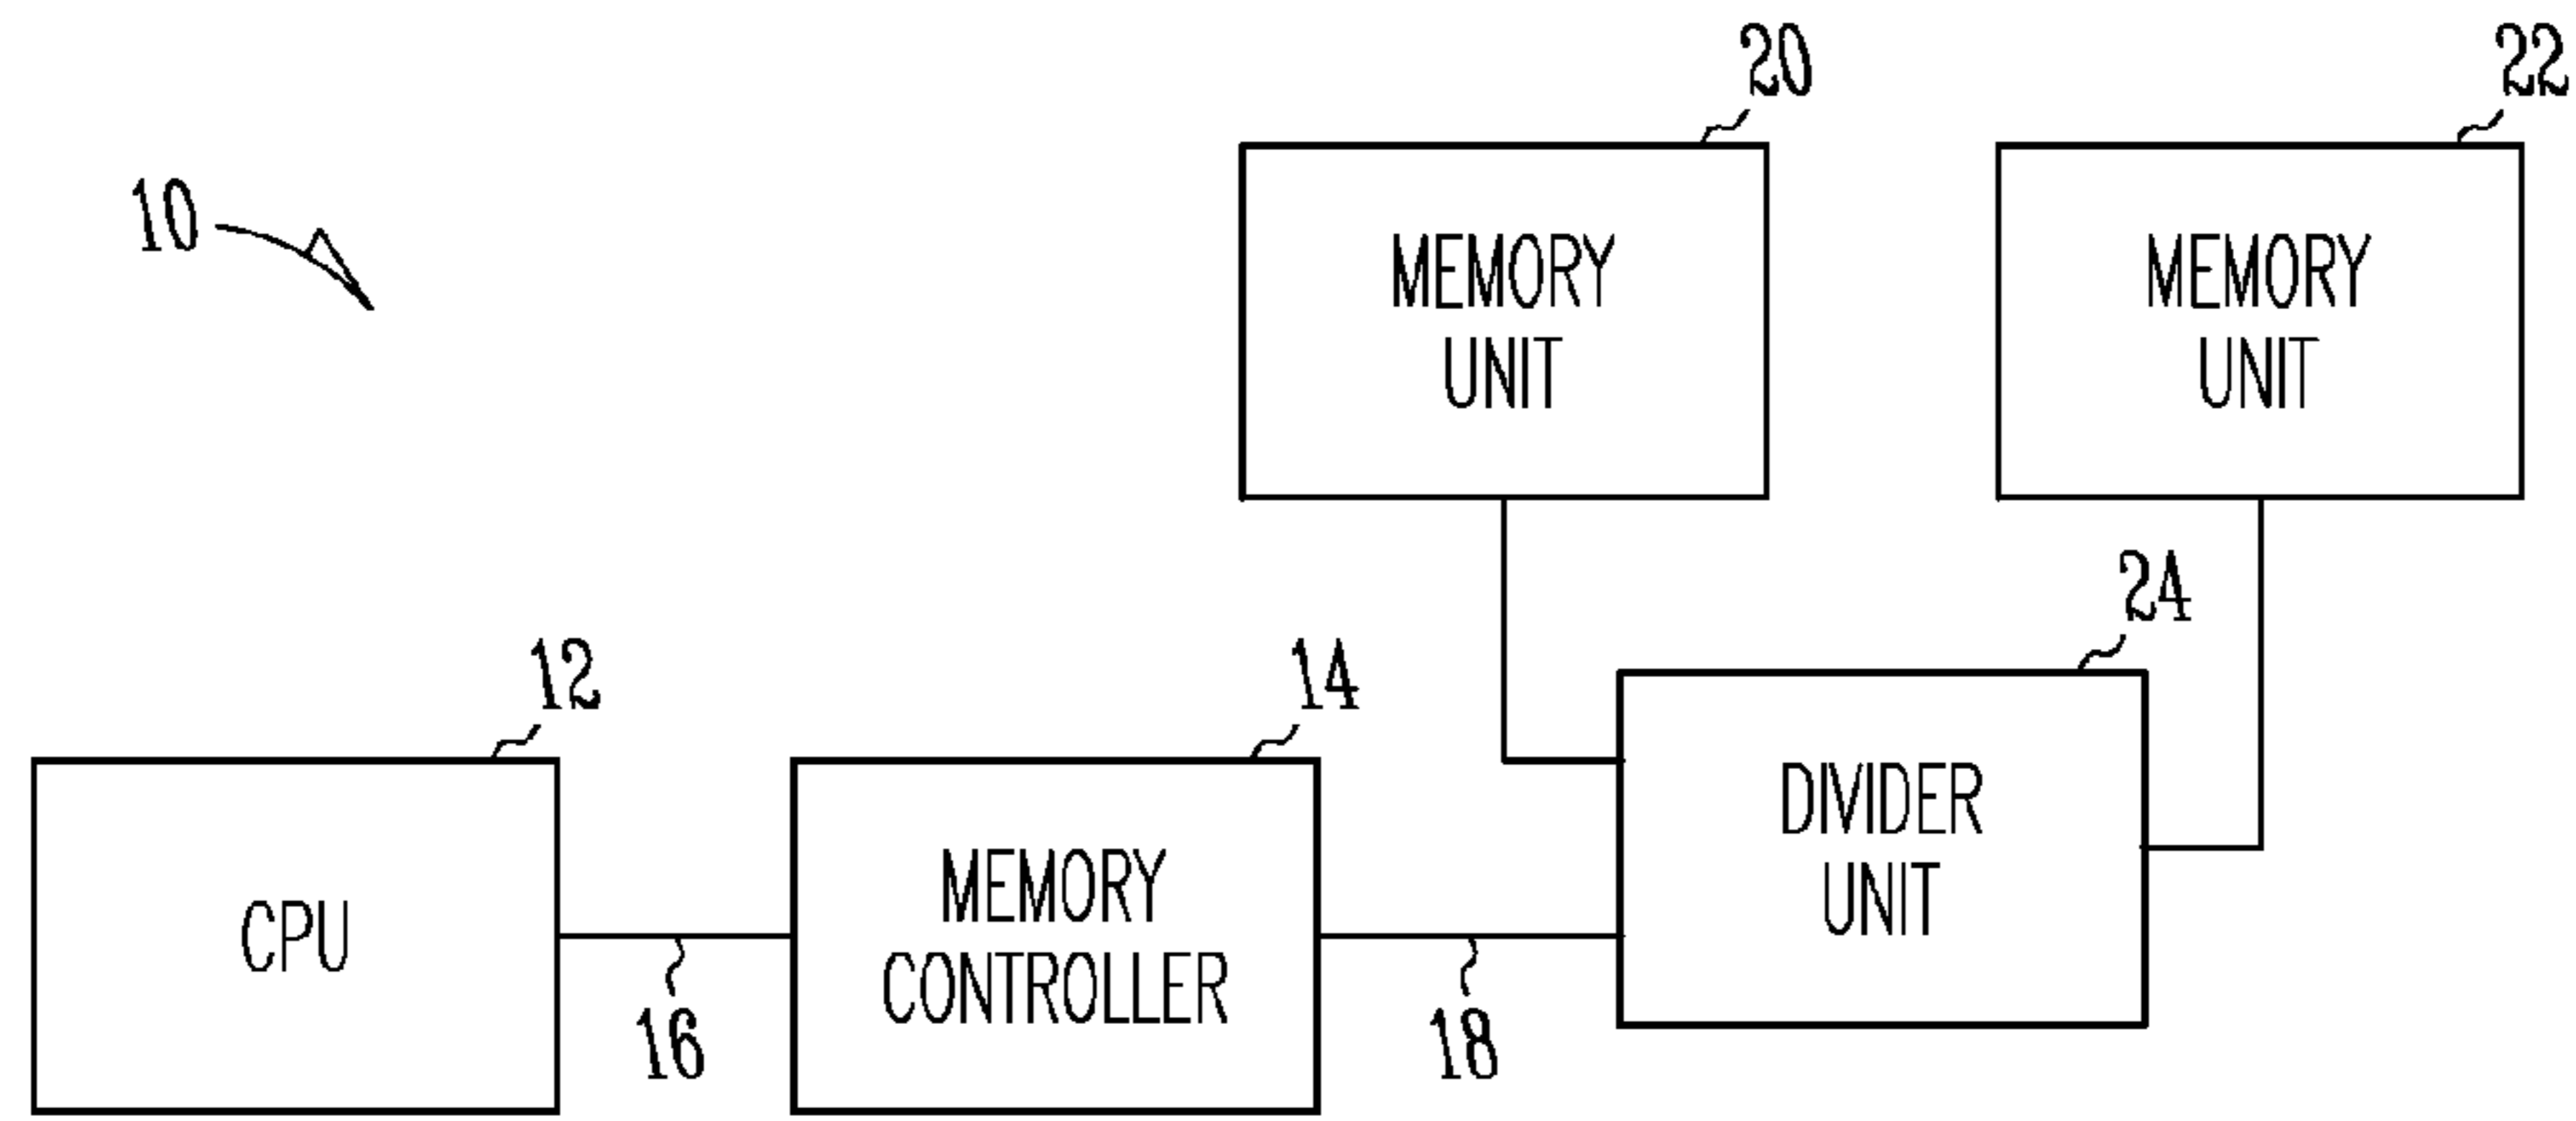 20
22
10
MEMORY
UNIT
MEMORY
UNIT
24
12
14
DIVIDER
UNIT
CPU
MEMORY
CONTROLLER
16
18